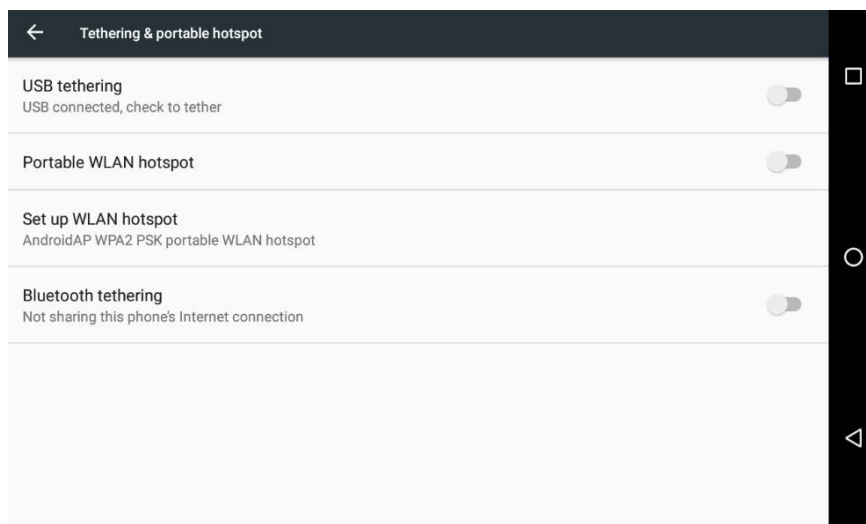 Tethering & portable hotspot
USB tethering
USB connected, check to tether
Portable WLAN hotspot
Set up WLAN hotspot
AndroidAP WPA2 PSK portable WLAN hotspot
Bluetooth tethering
Not sharing this phone's Internet connection